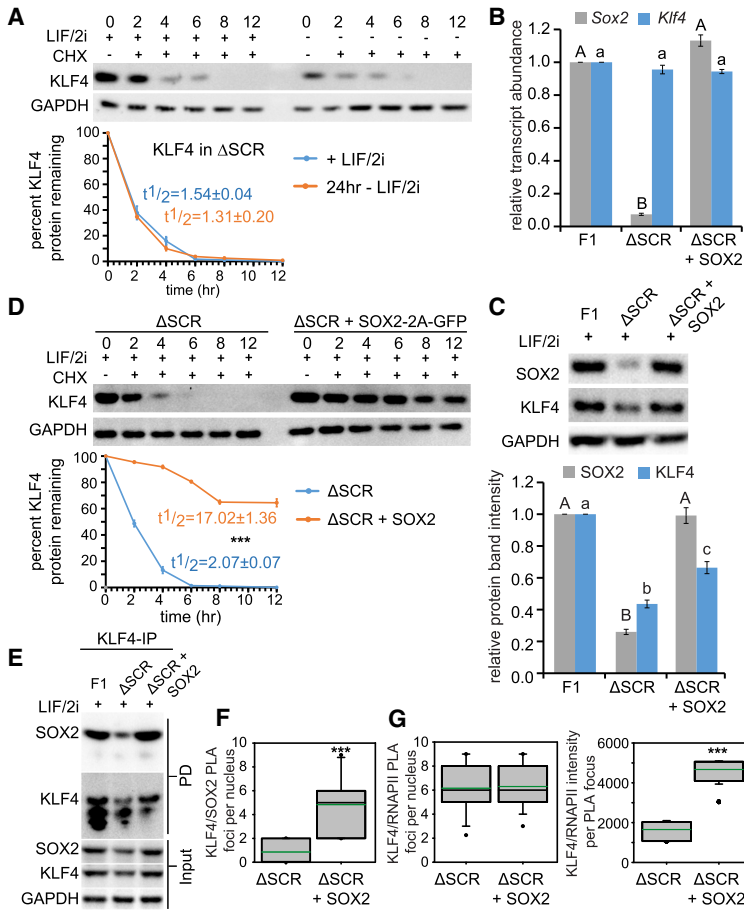 A
0 2 4 6 8 12 0 2 4 6 8 12
LIF/2i
+ + + + + + - - - - - -
CHX
- + + + + + - + + + + +
KLF4
GAPDH
KLF4 in ΔSCR
percent KLF4
protein remaining
100
80
60
40
20
0
+ LIF/2i
24hr - LIF/2i
t1/2=1.54±0.04
t1/2=1.31±0.20
0 2 4 6 8 10 12
time (hr)
B
Sox2 Klf4
relative transcript abundance
1.2
1.0
0.8
0.6
0.4
0.2
0.0
A a B a A a
F1 ΔSCR ΔSCR
+ SOX2
C
F1 ΔSCR ΔSCR + SOX2
LIF/2i + + +
SOX2
KLF4
GAPDH
SOX2 KLF4
relative protein band intensity
1.2
1.0
0.8
0.6
0.4
0.2
0
A a B b A c
F1 ΔSCR ΔSCR
+ SOX2
D
ΔSCR ΔSCR + SOX2-2A-GFP
0 2 4 6 8 12 0 2 4 6 8 12
LIF/2i + + + + + + + + + + + +
CHX - + + + + + - + + + + +
KLF4
GAPDH
percent KLF4
protein remaining
100
80
60
40
20
0
t1/2=17.02±1.36
***
t1/2=2.07±0.07
ΔSCR
ΔSCR + SOX2
0 2 4 6 8 10 12
time (hr)
E
KLF4-IP
F1 ΔSCR ΔSCR + SOX2
LIF/2i + + +
SOX2
KLF4
PD
SOX2
KLF4
GAPDH
Input
F
KLF4/SOX2 PLA
foci per nucleus
10
8
6
4
2
0
***
ΔSCR ΔSCR
+ SOX2
G
KLF4/RNAPII PLA
foci per nucleus
10
8
6
4
2
0
ΔSCR ΔSCR
+ SOX2
KLF4/RNAPII intensity
per PLA focus
6000
4000
2000
0
***
ΔSCR ΔSCR
+ SOX2